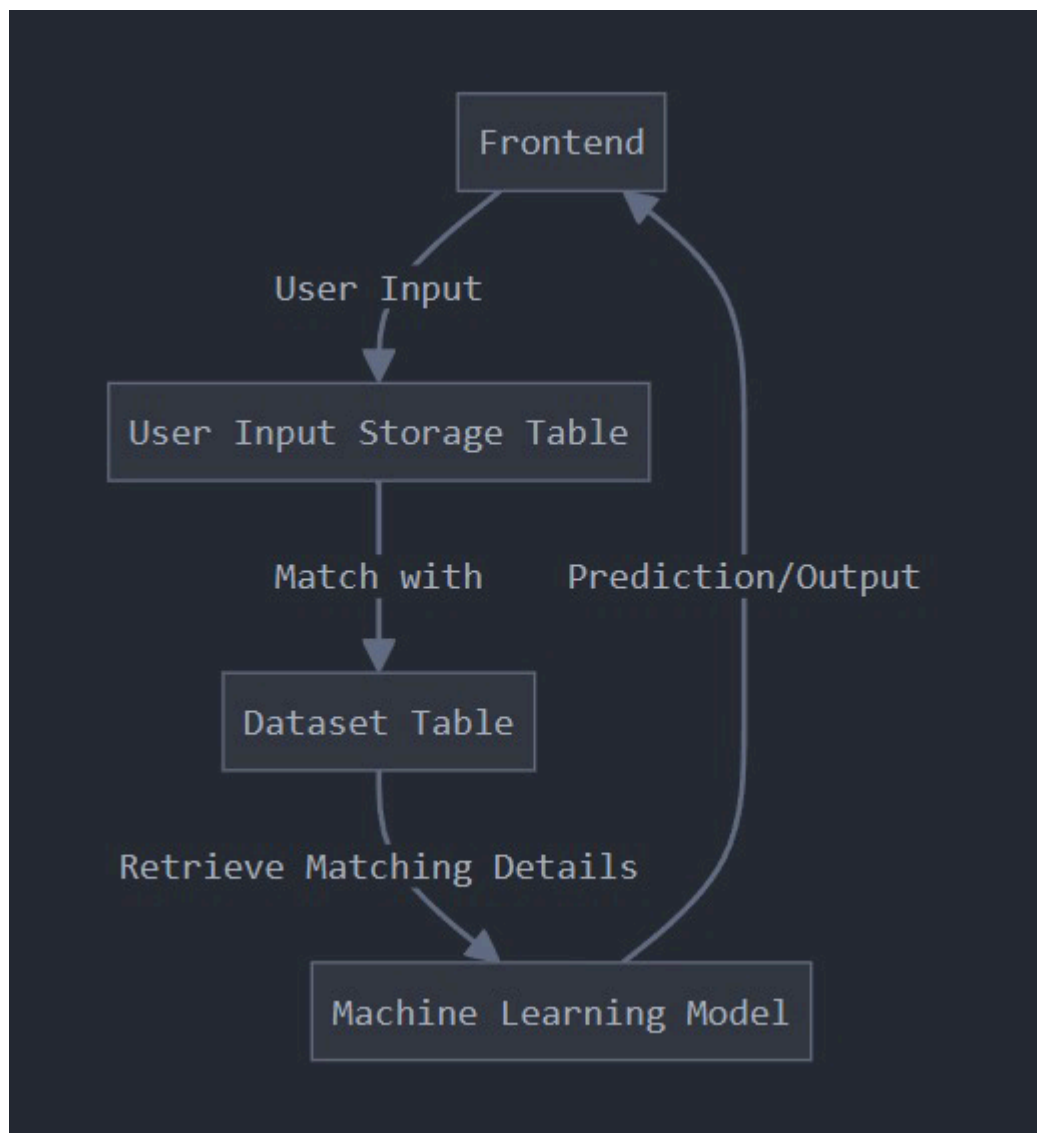 Frontend
User Input
User Input Storage Table
Match with
Prediction/Output
Dataset Table
Retrieve Matching Details
Machine Learning Model